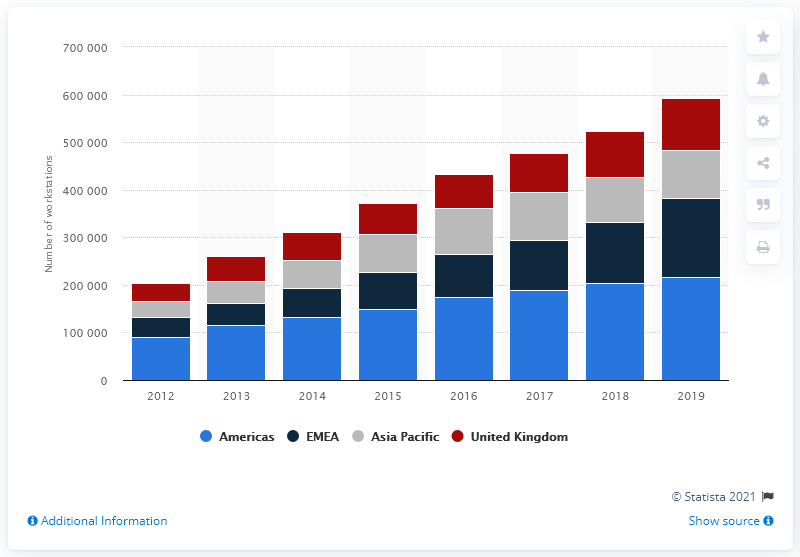 700 000
600 000
500 000
400 000
300 000
200 000
100 000
0
Number of workstations
2012 2013 2014 2015 2016 2017 2018 2019
Americas EMEA Asia Pacific United Kingdom
© Statista 2021
Additional Information Show source